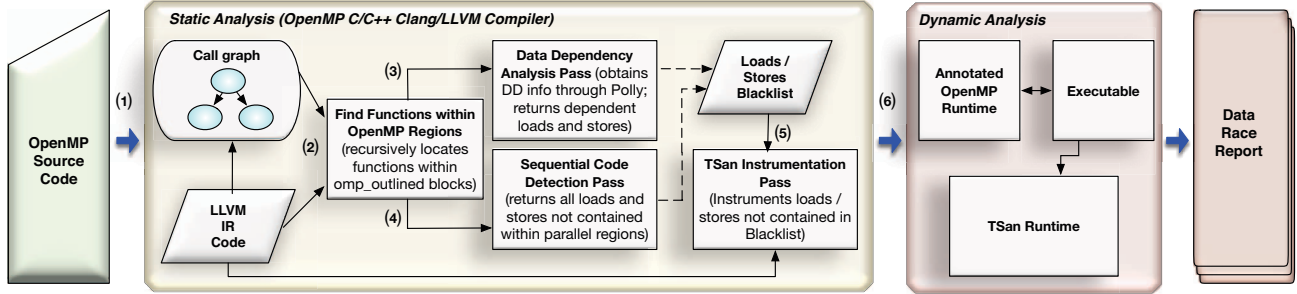 OpenMP
Source
Code
(1)
Static Analysis (OpenMP C/C++ Clang/LLVM Compiler)
Call graph
LLVM
IR
Code
(2)
Find Functions within
OpenMP Regions
(recursively locates
functions within
omp_outlined blocks)
(3)
Data Dependency
Analysis Pass (obtains
DD info through Polly;
returns dependent
loads and stores)
(4)
Sequential Code
Detection Pass
(returns all loads and
stores not contained
within parallel regions)
Loads /
Stores
Blacklist
(5)
TSan Instrumentation
Pass
(Instruments loads /
stores not contained in
Blacklist)
(6)
Dynamic Analysis
Annotated
OpenMP
Runtime
Executable
TSan Runtime
Data
Race
Report